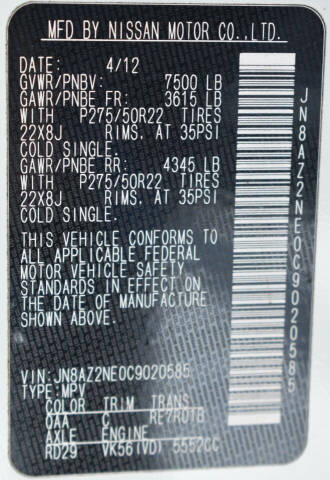 MFD BY NISSAN MOTOR CO.,LTD.
DATE: 4/12
GVWR/PNBV: 7500 LB
GAWR/PNBE FR: 3615 LB
WITH P275/50R22 TIRES
22X8J RIMS, AT 35PSI
COLD SINGLE.
GAWR/PNBE RR: 4345 LB
WITH P275/50R22 TIRES
22X8J RIMS, AT 35PSI
COLD SINGLE.
THIS VEHICLE CONFORMS TO
ALL APPLICABLE FEDERAL
MOTOR VEHICLE SAFETY
STANDARDS IN EFFECT ON
THE DATE OF MANUFACTURE
SHOWN ABOVE.
VIN:JN8AZ2NE0C9020585
TYPE:MPV
COLOR TRIM TRANS
QAA C RE7R01B
AXLE ENGINE
RD29 VK56(VD) 5552CC
JN8AZ2NE0C9020585